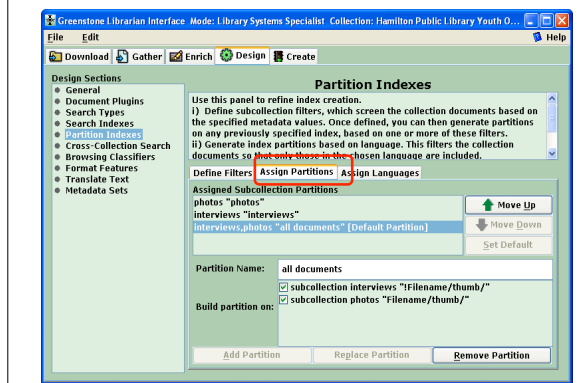 Greenstone Librarian Interface Mode: Library Systems Specialist Collection: Hamilton Public Library Youth O...
File Edit Help
Download Gather Enrich Design Create
Design Sections
General
Document Plugins
Search Types
Search Indexes
Partition Indexes
Cross-Collection Search
Browsing Classifiers
Format Features
Translate Text
Metadata Sets
Partition Indexes
Use this panel to refine index creation.
i) Define subcollection filters, which screen the collection documents based on
the specified metadata values. Once defined, you can then generate partitions
on any previously specified index, based on one or more of these filters.
ii) Generate index partitions based on language. This filters the collection
documents so that only those in the chosen language are included.
Define Filters Assign Partitions Assign Languages
Assigned Subcollection Partitions
photos "photos"
interviews "interviews"
interviews,photos "all documents" [Default Partition]
Move Up
Move Down
Set Default
Partition Name: all documents
Build partition on:
subcollection interviews "!Filename/thumb/"
subcollection photos "Filename/thumb/"
Add Partition Replace Partition Remove Partition